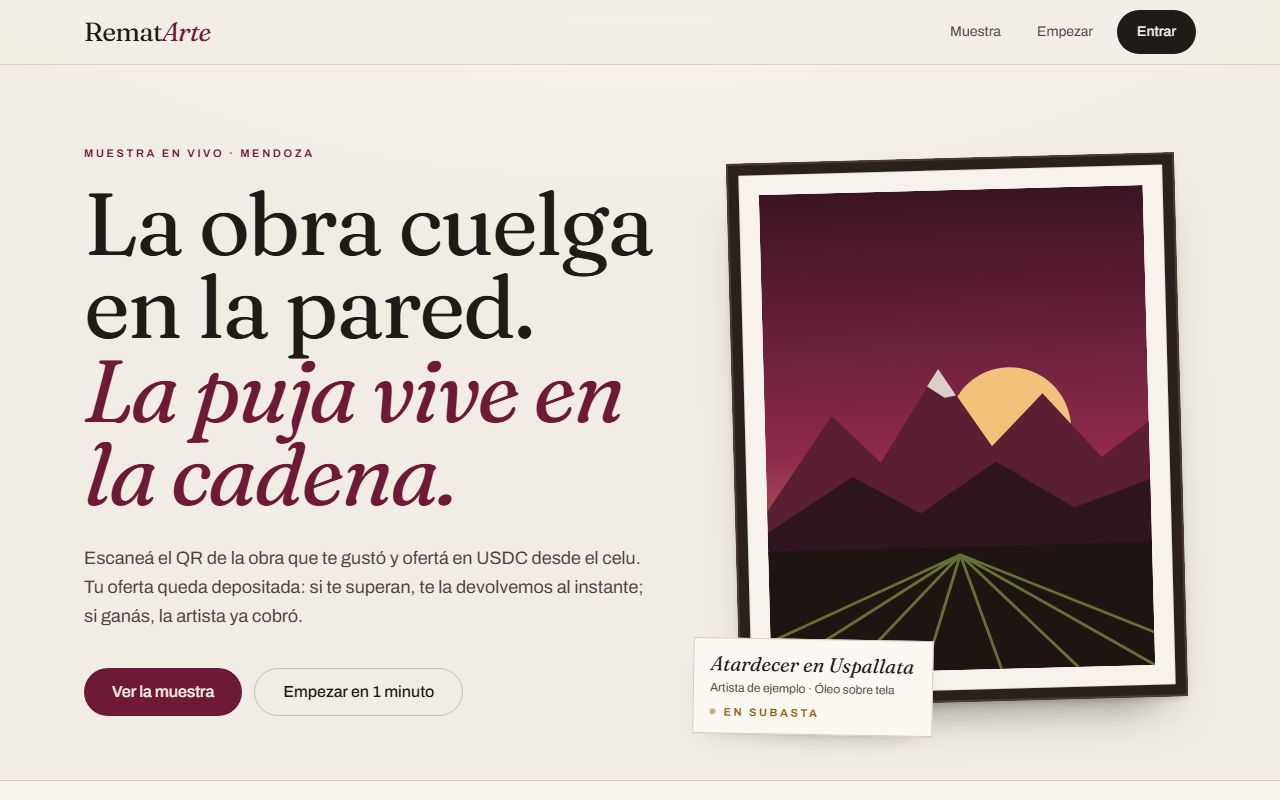 RematArte
Muestra
Empezar
Entrar
MUESTRA EN VIVO · MENDOZA
La obra cuelga
en la pared.
La puja vive en
la cadena.
Escaneá el QR de la obra que te gustó y ofertá en USDC desde el celu.
Tu oferta queda depositada: si te superan, te la devolvemos al instante;
si ganás, la artista ya cobró.
Ver la muestra
Empezar en 1 minuto
Atardecer en Uspallata
Artista de ejemplo · Óleo sobre tela
EN SUBASTA